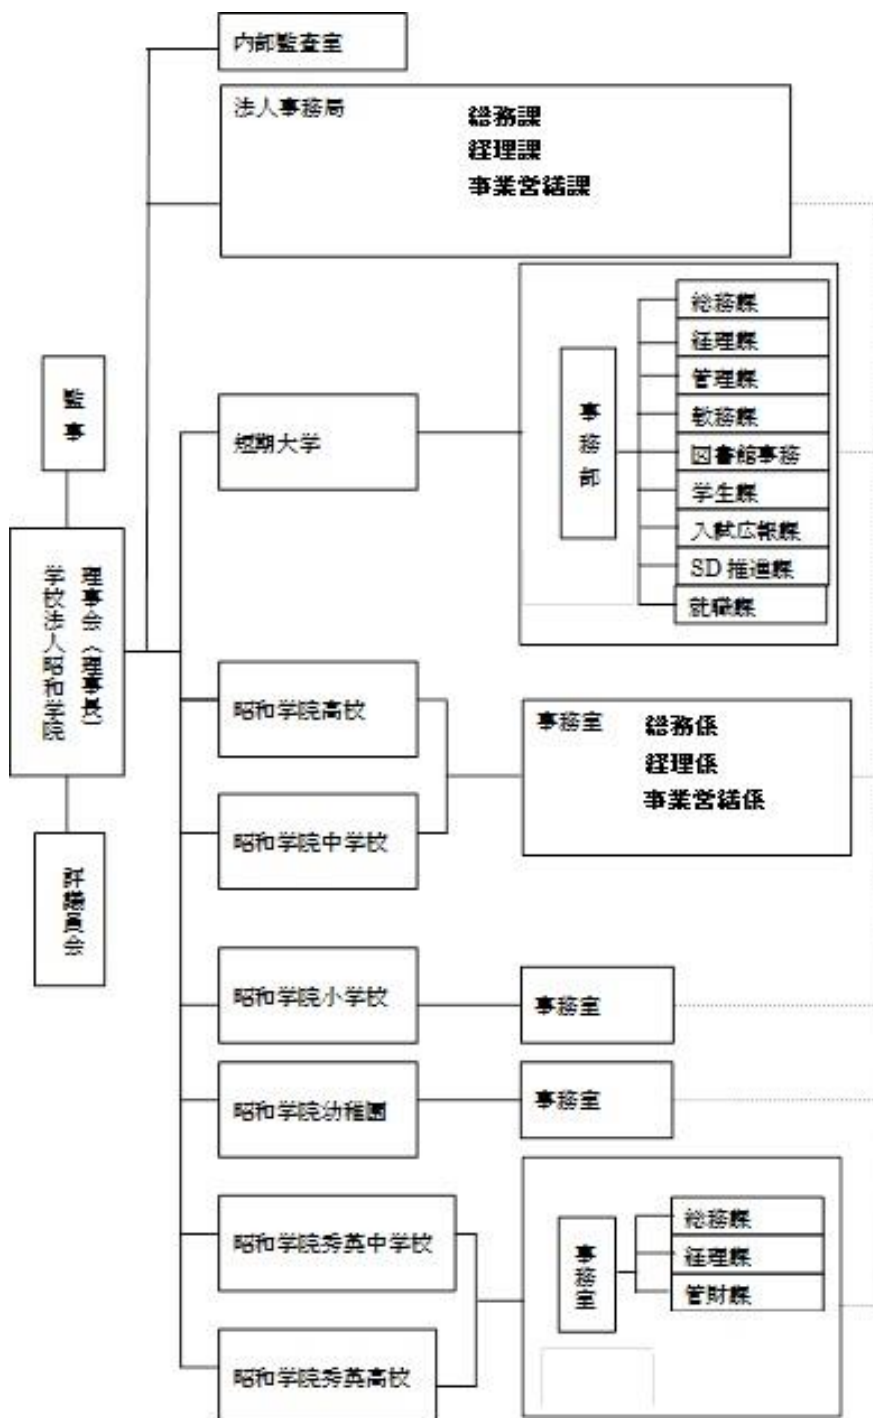 内部監査室
法人事務局
総務課
経理課
事業営繕課
監事
学校法人昭和学院
理事会（理事長）
評議員会
短期大学
事務部
総務課
経理課
管理課
教務課
図書館事務
学生課
入試広報課
SD 推進課
就職課
昭和学院高校
昭和学院中学校
事務室
総務係
経理係
事業営繕係
昭和学院小学校
事務室
昭和学院幼稚園
事務室
昭和学院秀英中学校
昭和学院秀英高校
事務室
総務課
経理課
管財課